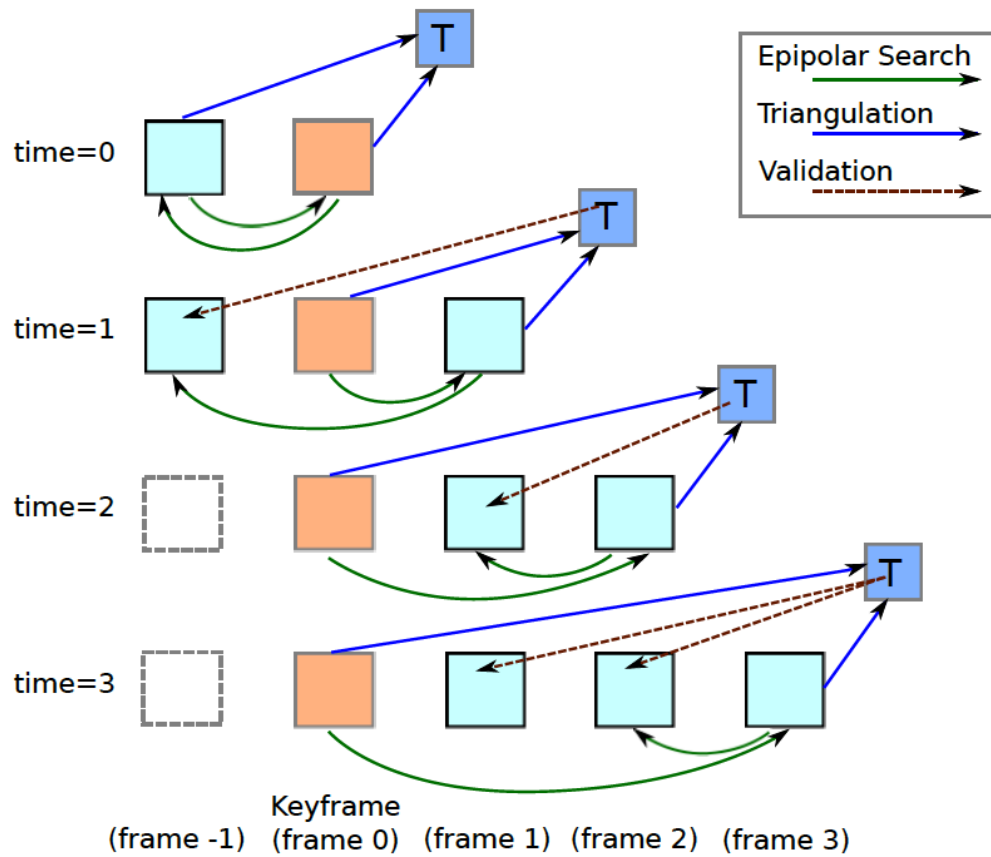 T
Epipolar Search
Triangulation
Validation
time=0
T
time=1
T
time=2
T
time=3
Keyframe
(frame -1) (frame 0) (frame 1) (frame 2) (frame 3)